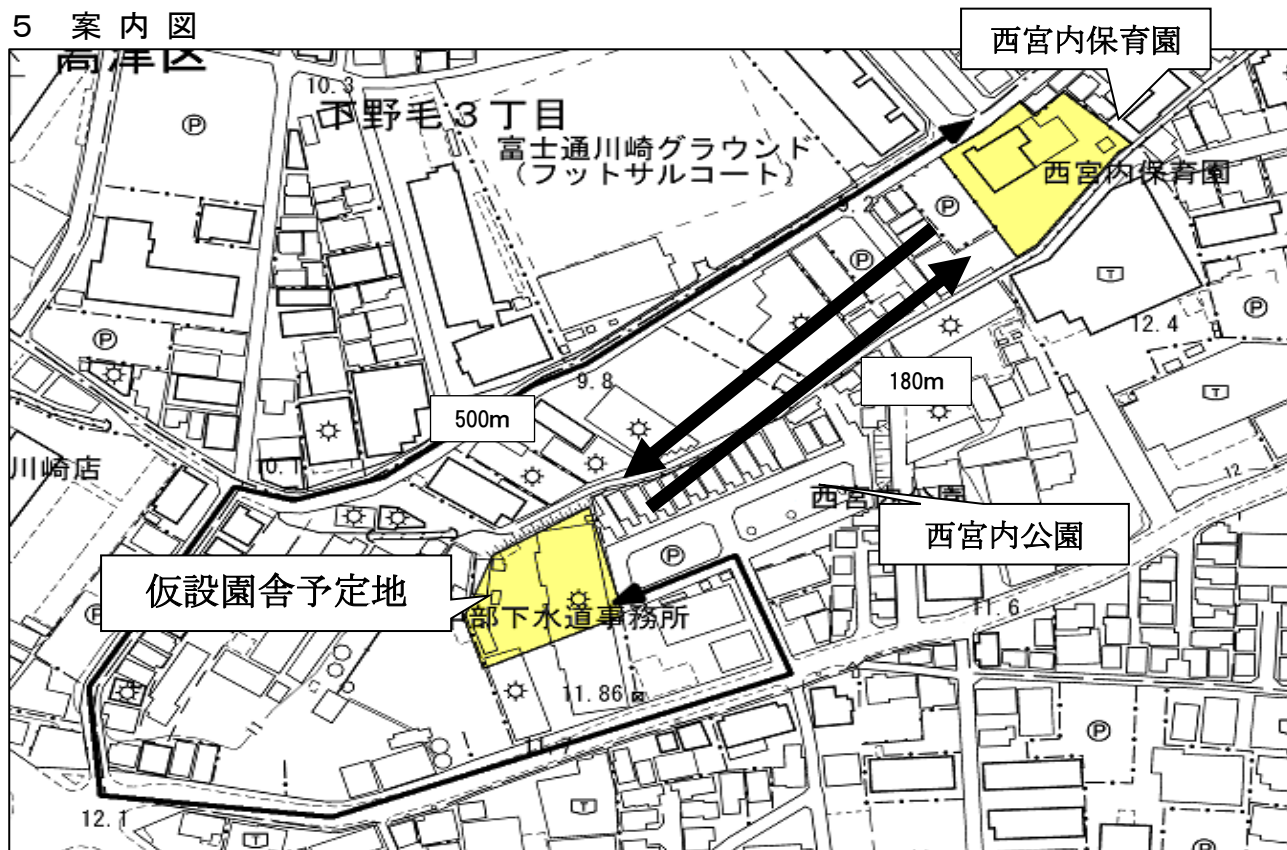 5 案内図
西宮内保育園
高津区
10.3
下野毛3丁目
富士通川崎グラウンド
(フットサルコート)
P
西宮内保育園
P
P
T
12.4
P
P
9.8
180m
T
500m
10.1
川崎店
12
西宮
公園
西宮内公園
P
仮設園舎予定地
P
部下水道事務所
11.6
11.86
P
12.1
T
T
P